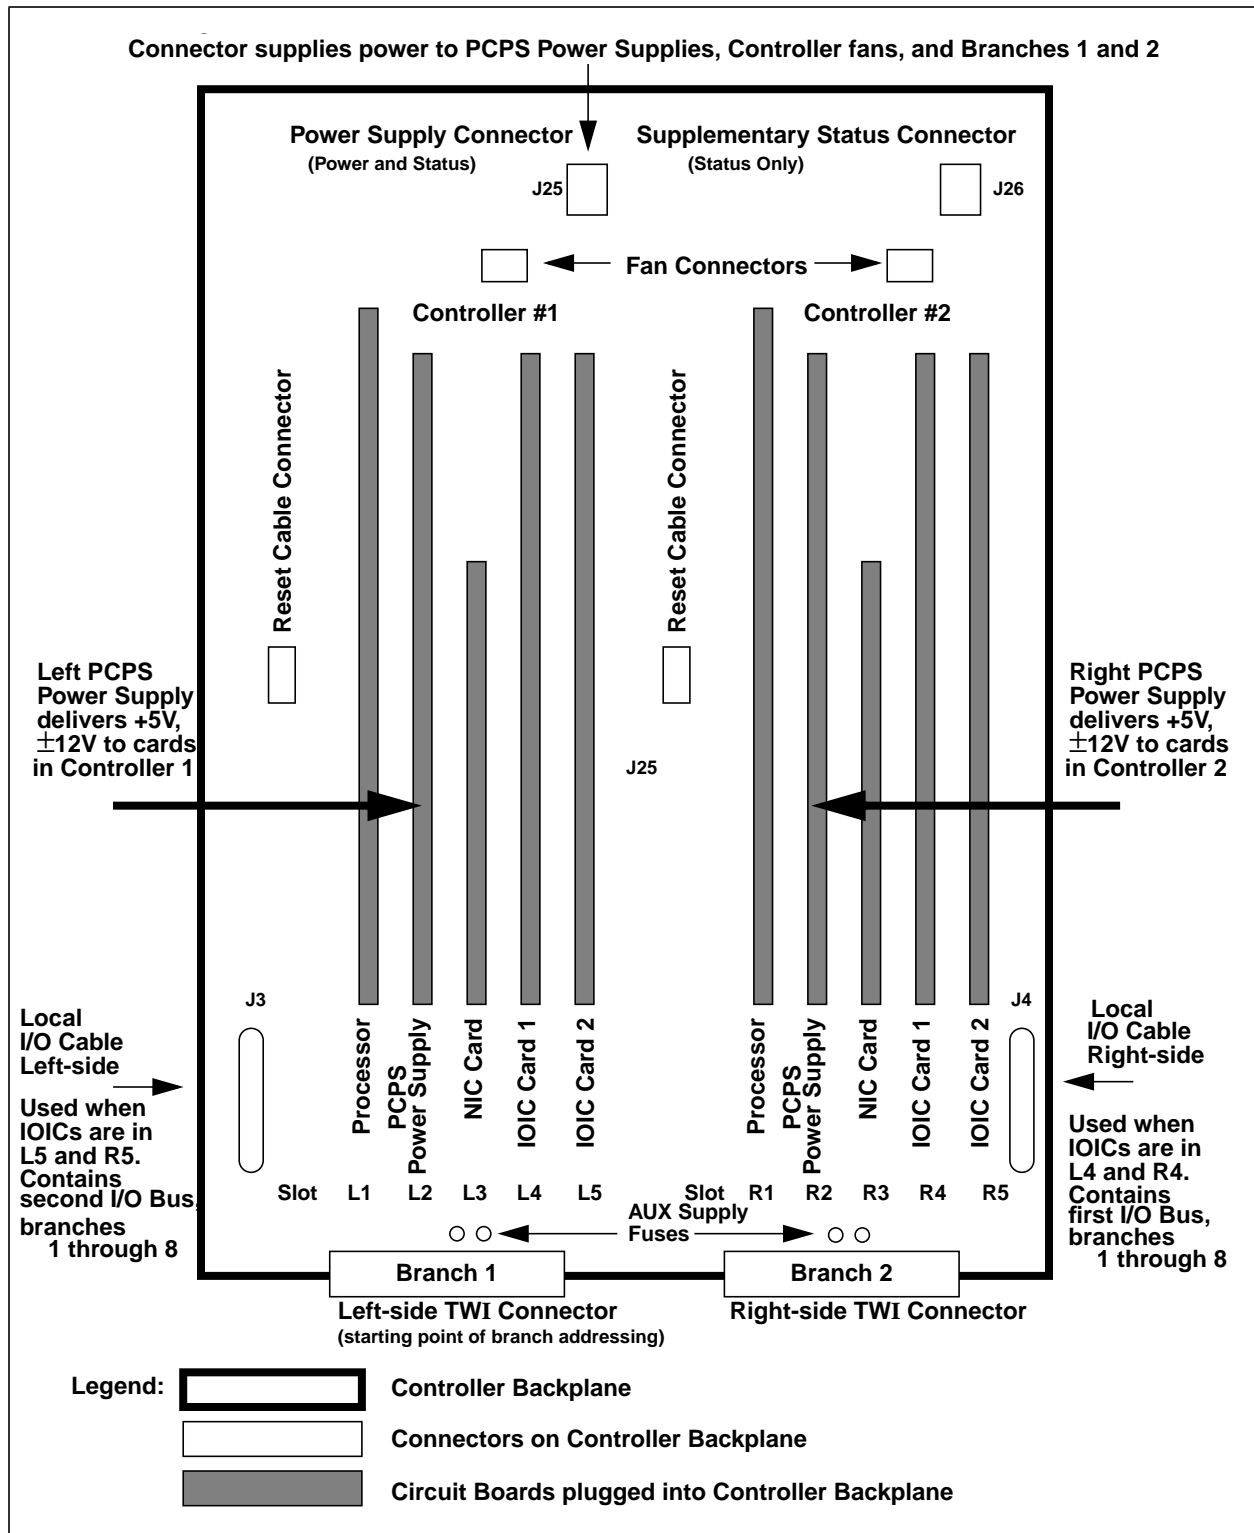 Connector supplies power to PCPS Power Supplies, Controller fans, and Branches 1 and 2
Power Supply Connector
(Power and Status)
J25
Supplementary Status Connector
(Status Only)
J26
Fan Connectors
Controller #1
Controller #2
Reset Cable Connector
Reset Cable Connector
Left PCPS
Power Supply
delivers +5V,
±12V to cards
in Controller 1
J25
Right PCPS
Power Supply
delivers +5V,
±12V to cards
in Controller 2
J3
Local
I/O Cable
Left-side
Used when
IOICs are in
L5 and R5.
Contains
second I/O Bus,
branches
1 through 8
Processor
PCPS
Power Supply
NIC Card
IOIC Card 1
IOIC Card 2
Processor
PCPS
Power Supply
NIC Card
IOIC Card 1
IOIC Card 2
J4
Local
I/O Cable
Right-side
Used when
IOICs are in
L4 and R4.
Contains
first I/O Bus,
branches
1 through 8
Slot L1 L2 L3 L4 L5
Slot R1 R2 R3 R4 R5
AUX Supply
Fuses
Branch 1
Branch 2
Left-side TWI Connector
(starting point of branch addressing)
Right-side TWI Connector
Legend:
Controller Backplane
Connectors on Controller Backplane
Circuit Boards plugged into Controller Backplane